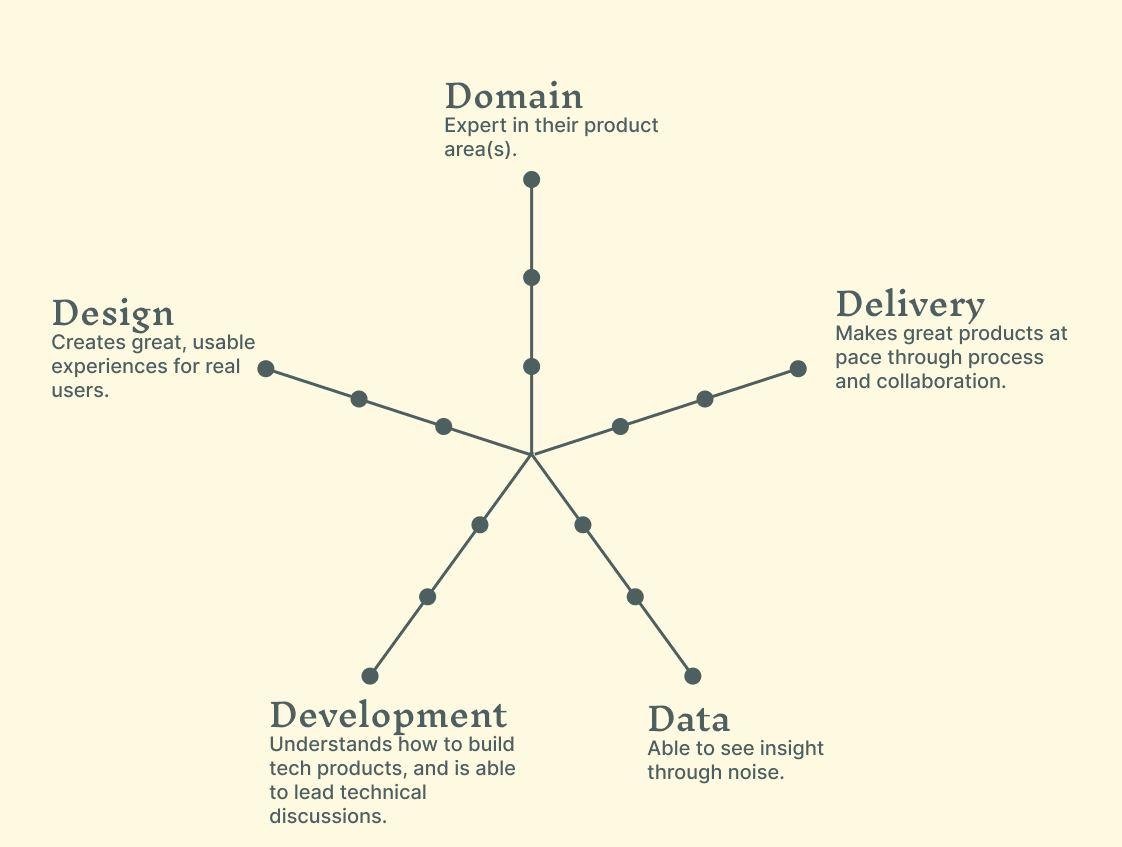 Domain
Expert in their product
area(s).
Design
Creates great, usable
experiences for real
users.
Delivery
Makes great products at
pace through process
and collaboration.
Development
Understands how to build
tech products, and is able
to lead technical
discussions.
Data
Able to see insight
through noise.